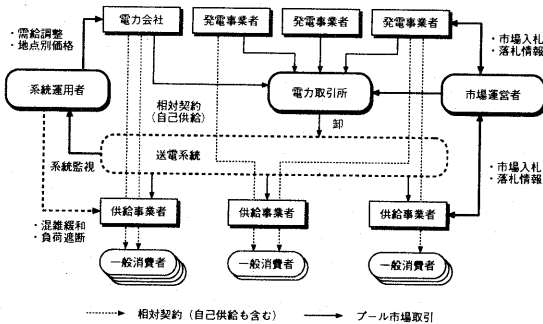 ・需給調整
・地点別価格
電力会社
発電事業者
発電事業者
発電事業者
・市場入札
・落札情報
系統運用者
電力取引所
市場運営者
相対契約
(自己供給)
卸
送電系統
系統監視
・市場入札
・落札情報
・混雑緩和
・負荷遮断
供給事業者
供給事業者
供給事業者
一般消費者
一般消費者
一般消費者
相対契約(自己供給も含む)
プール市場取引